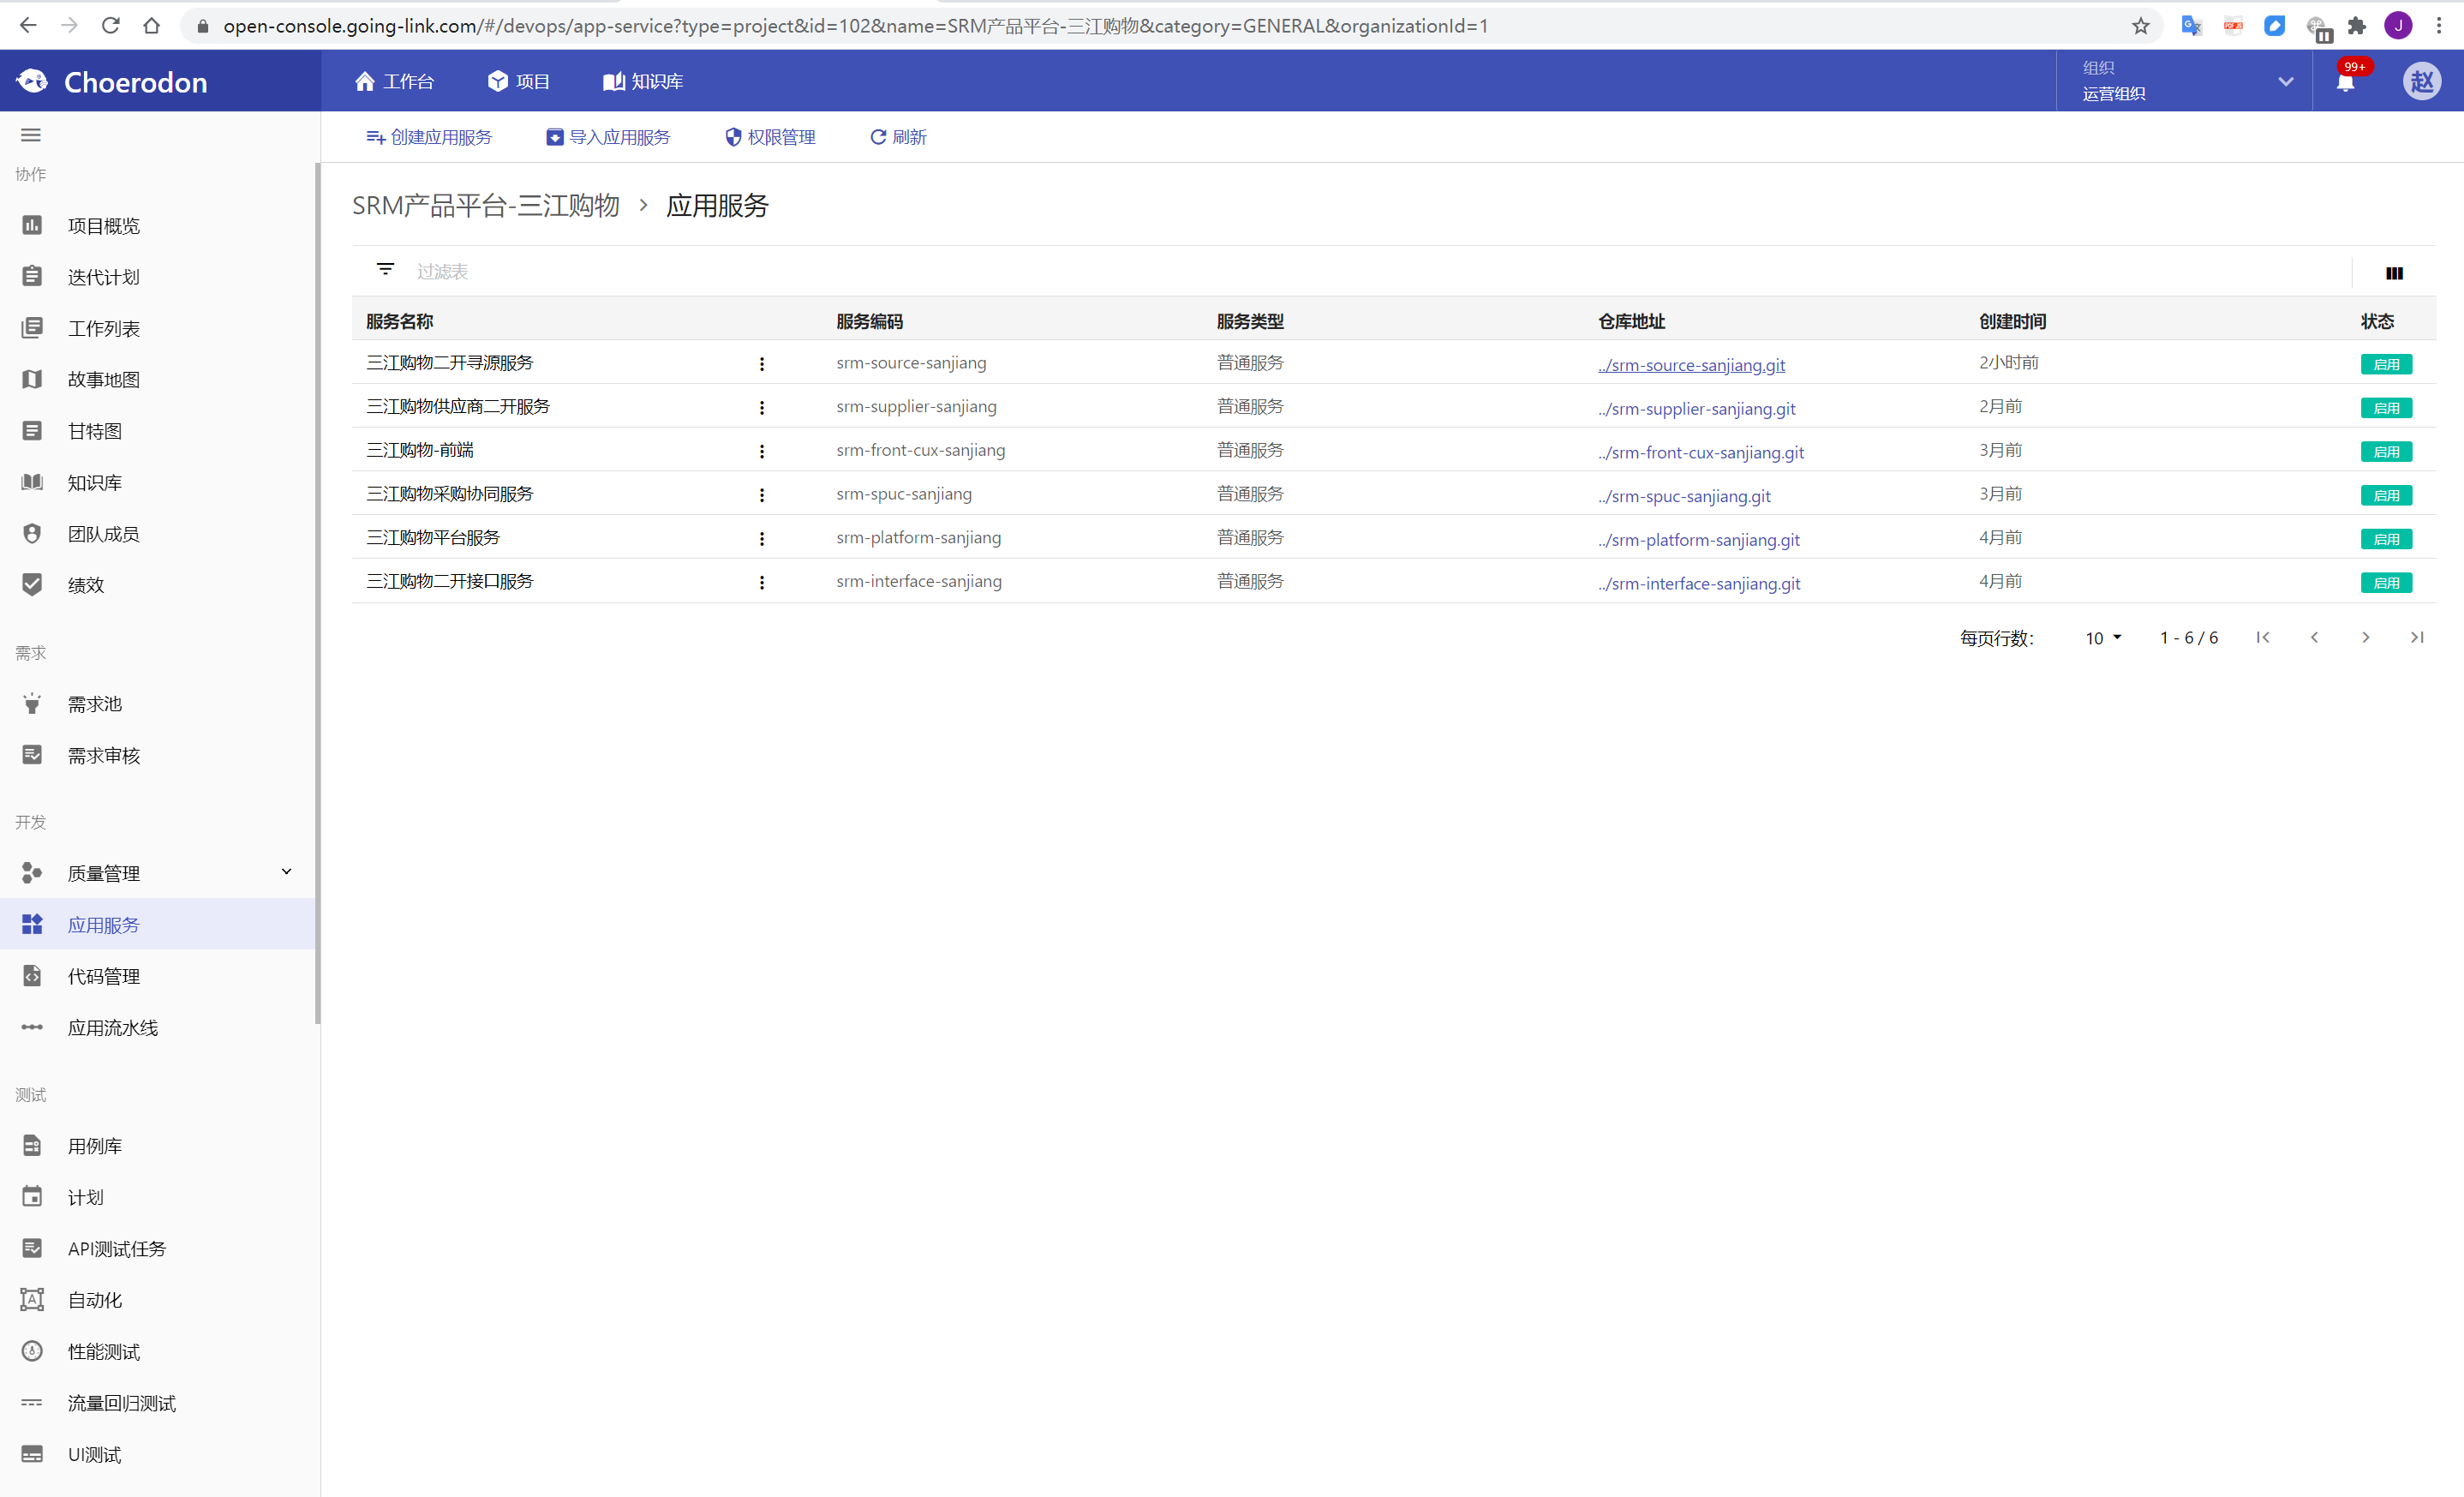 open-console.going-link.com/#/devops/app-service?type=project&id=102&name=SRM产品平台-三江购物&category=GENERAL&organizationId=1
J
Choerodon
工作台
项目
知识库
组织
运营组织
99+
赵
创建应用服务
导入应用服务
权限管理
刷新
协作
项目概览
迭代计划
工作列表
故事地图
甘特图
知识库
团队成员
绩效
需求
需求池
需求审核
开发
质量管理
应用服务
代码管理
应用流水线
测试
用例库
计划
API测试任务
自动化
性能测试
流量回归测试
UI测试
SRM产品平台-三江购物 > 应用服务
过滤表
服务名称 服务编码 服务类型 仓库地址 创建时间 状态
三江购物二开寻源服务 srm-source-sanjiang 普通服务 ../srm-source-sanjiang.git 2小时前 启用
三江购物供应商二开服务 srm-supplier-sanjiang 普通服务 ../srm-supplier-sanjiang.git 2月前 启用
三江购物-前端 srm-front-cux-sanjiang 普通服务 ../srm-front-cux-sanjiang.git 3月前 启用
三江购物采购协同服务 srm-spuc-sanjiang 普通服务 ../srm-spuc-sanjiang.git 3月前 启用
三江购物平台服务 srm-platform-sanjiang 普通服务 ../srm-platform-sanjiang.git 4月前 启用
三江购物二开接口服务 srm-interface-sanjiang 普通服务 ../srm-interface-sanjiang.git 4月前 启用
每页行数: 10 1 - 6 / 6